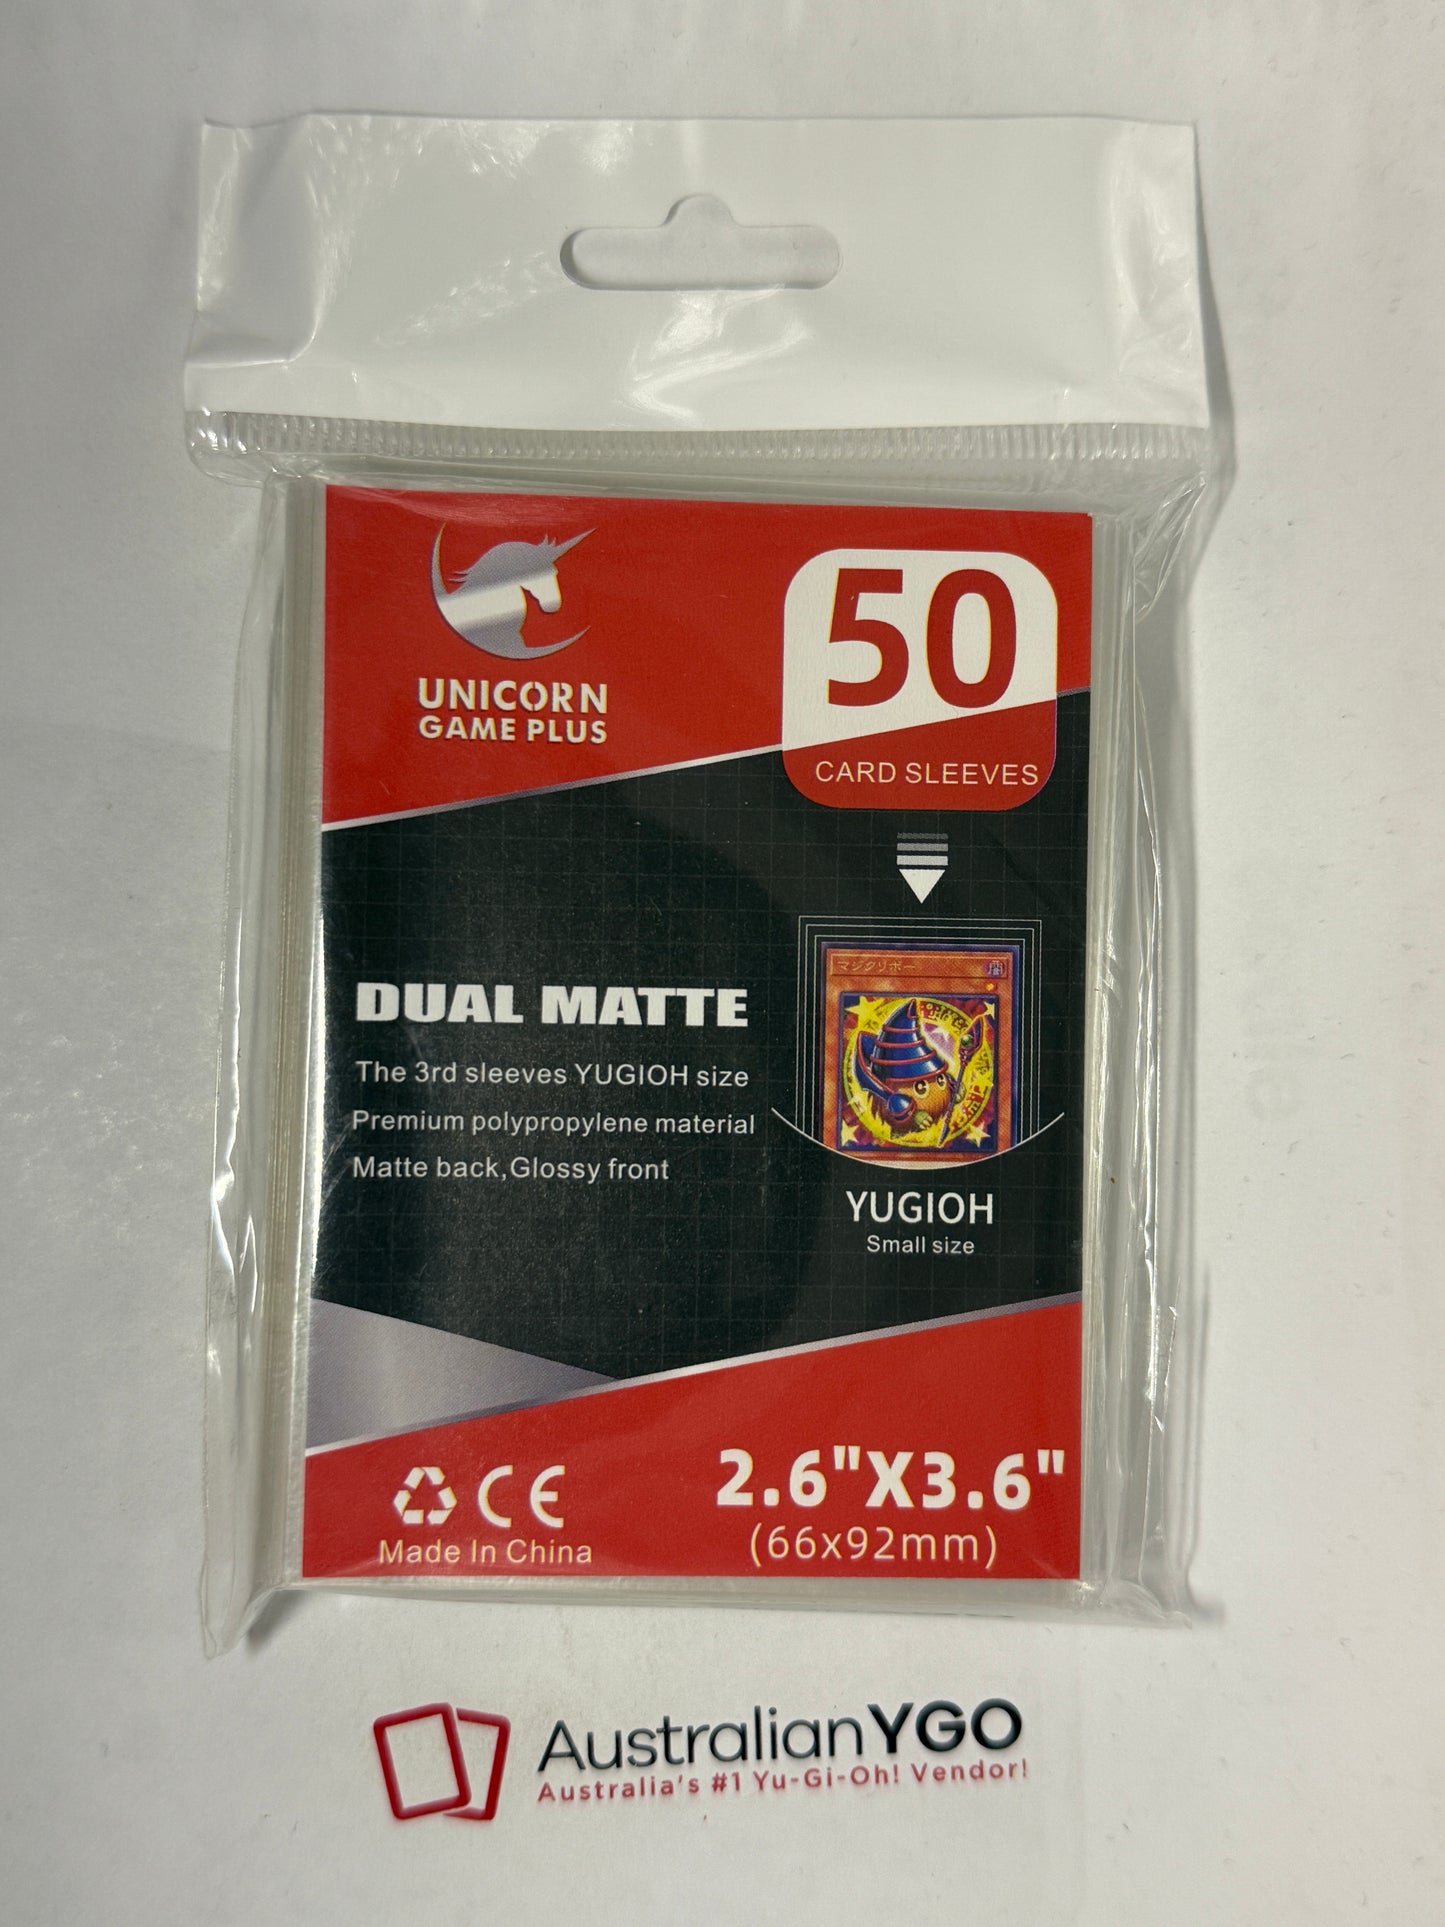 UNICORN
GAME PLUS
50
CARD SLEEVES
マジクリボー
闇
DUAL MATTE
The 3rd sleeves YUGIOH size
Premium polypropylene material
Matte back,Glossy front
YUGIOH
Small size
CE
Made In China
2.6"X3.6"
(66x92mm)
AustralianYGO
Australia's #1 Yu-Gi-Oh! Vendor!